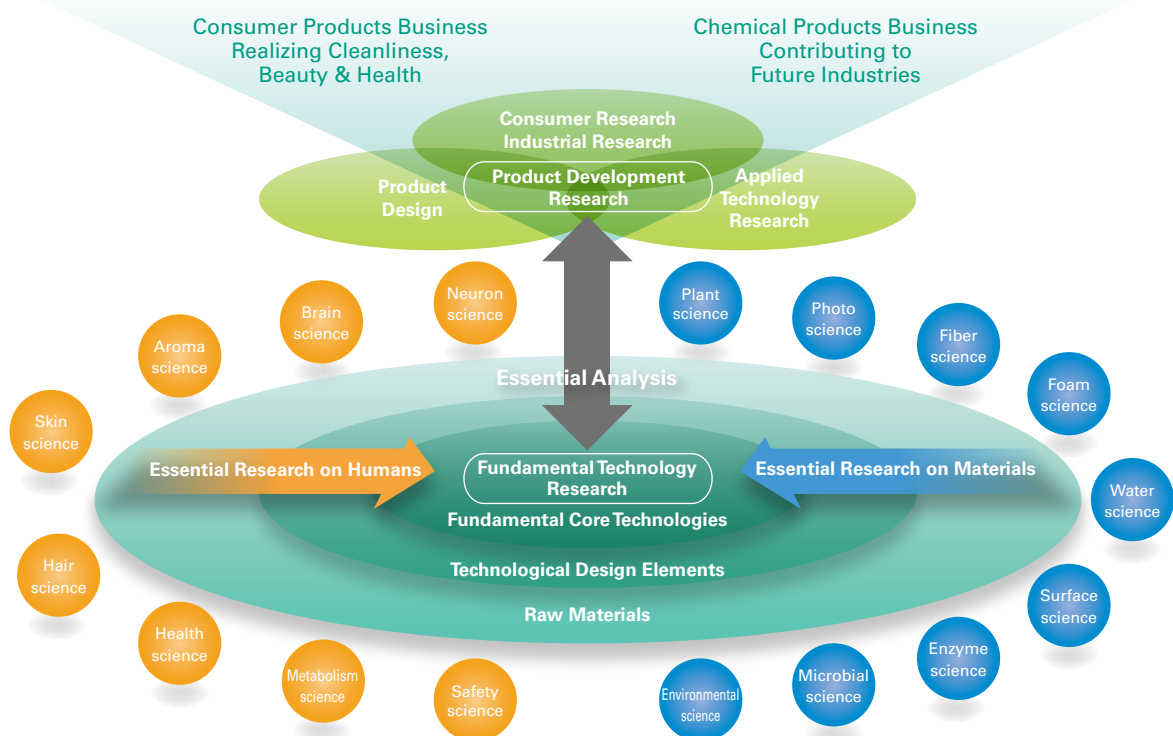 Consumer Products Business
Realizing Cleanliness,
Beauty & Health
Chemical Products Business
Contributing to
Future Industries
Consumer Research
Industrial Research
Product
Design
Product Development
Research
Applied
Technology
Research
Neuron
science
Brain
science
Aroma
science
Skin
science
Hair
science
Health
science
Metabolism
science
Safety
science
Plant
science
Photo
science
Fiber
science
Foam
science
Water
science
Surface
science
Enzyme
science
Microbial
science
Environmental
science
Essential Analysis
Essential Research on Humans
Fundamental Technology
Research
Essential Research on Materials
Fundamental Core Technologies
Technological Design Elements
Raw Materials